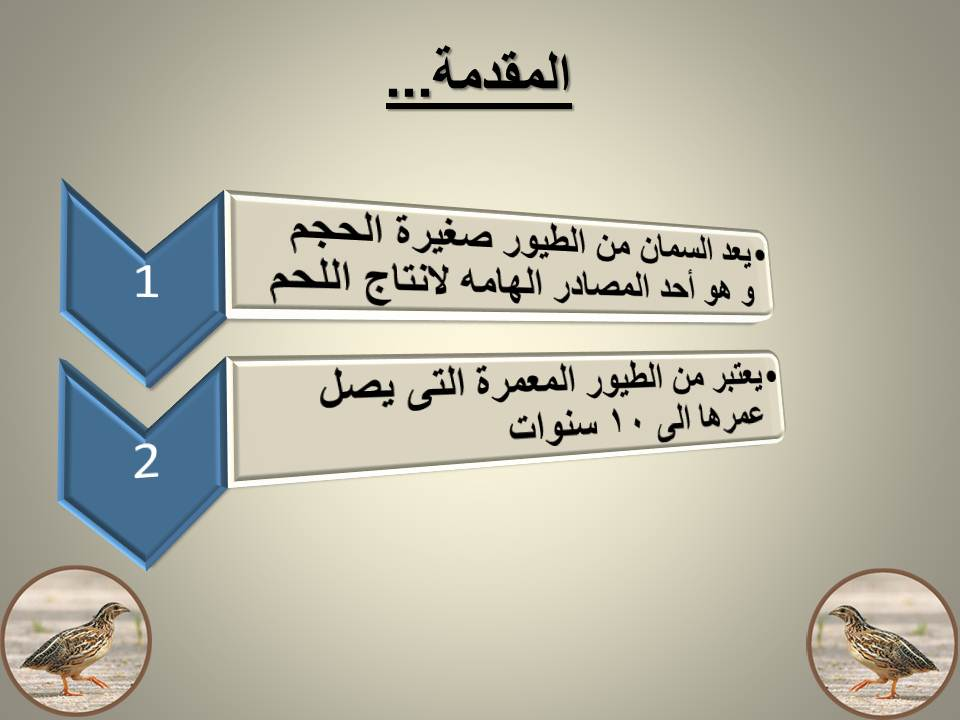 المقدمة...
1
•يعد السمان من الطيور صغيرة الحجم
و هو أحد المصادر الهامه لانتاج اللحم
2
•يعتبر من الطيور المعمرة التى يصل
عمرها الى ١٠ سنوات